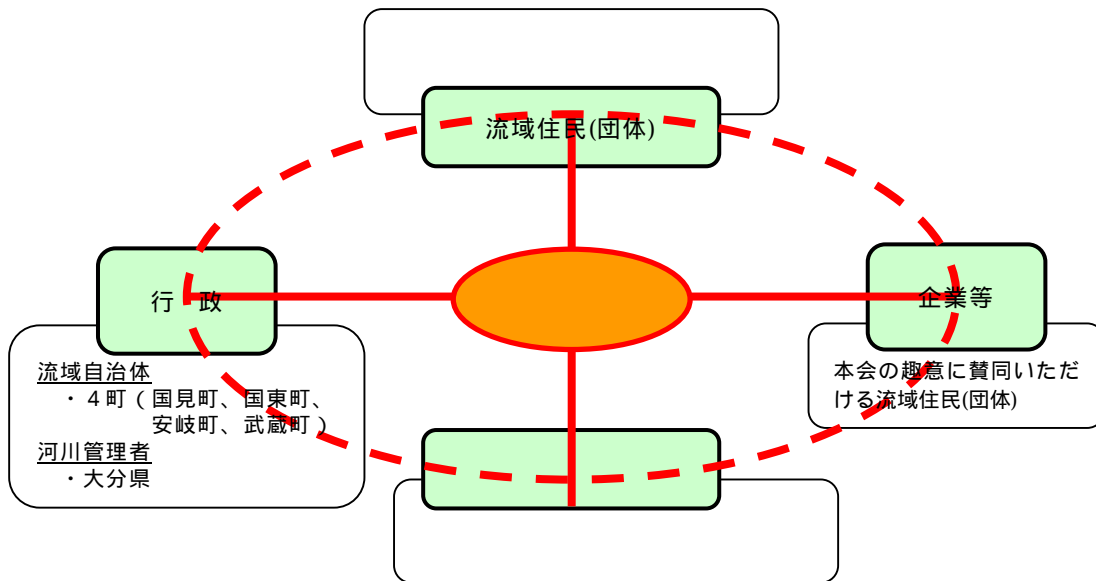 流域住民(団体)
行　政
企業等
流域自治体
・４町（国見町、国東町、
安岐町、武蔵町）
河川管理者
・大分県
本会の趣意に賛同いただ
ける流域住民(団体)